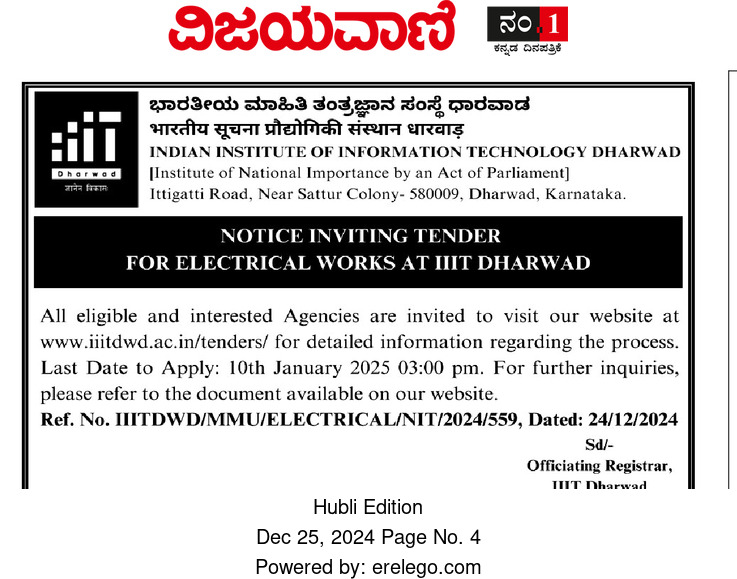 ವಿಜಯವಾಣಿ
ನಂ.1
ಕನ್ನಡ ದಿನಪತ್ರಿಕೆ
ಭಾರತೀಯ ಮಾಹಿತಿ ತಂತ್ರಜ್ಞಾನ ಸಂಸ್ಥೆ ಧಾರವಾಡ
भारतीय सूचना प्रौद्योगिकी संस्थान धारवाड़
INDIAN INSTITUTE OF INFORMATION TECHNOLOGY DHARWAD
[Institute of National Importance by an Act of Parliament]
Ittigatti Road, Near Sattur Colony- 580009, Dharwad, Karnataka.
Dharwad
ज्ञानेन विकासः
NOTICE INVITING TENDER
FOR ELECTRICAL WORKS AT IIIT DHARWAD
All eligible and interested Agencies are invited to visit our website at
www.iiitdwd.ac.in/tenders/ for detailed information regarding the process.
Last Date to Apply: 10th January 2025 03:00 pm. For further inquiries,
please refer to the document available on our website.
Ref. No. IIITDWD/MMU/ELECTRICAL/NIT/2024/559, Dated: 24/12/2024
Sd/-
Officiating Registrar,
IIIT Dharwad
Hubli Edition
Dec 25, 2024 Page No. 4
Powered by: erelego.com